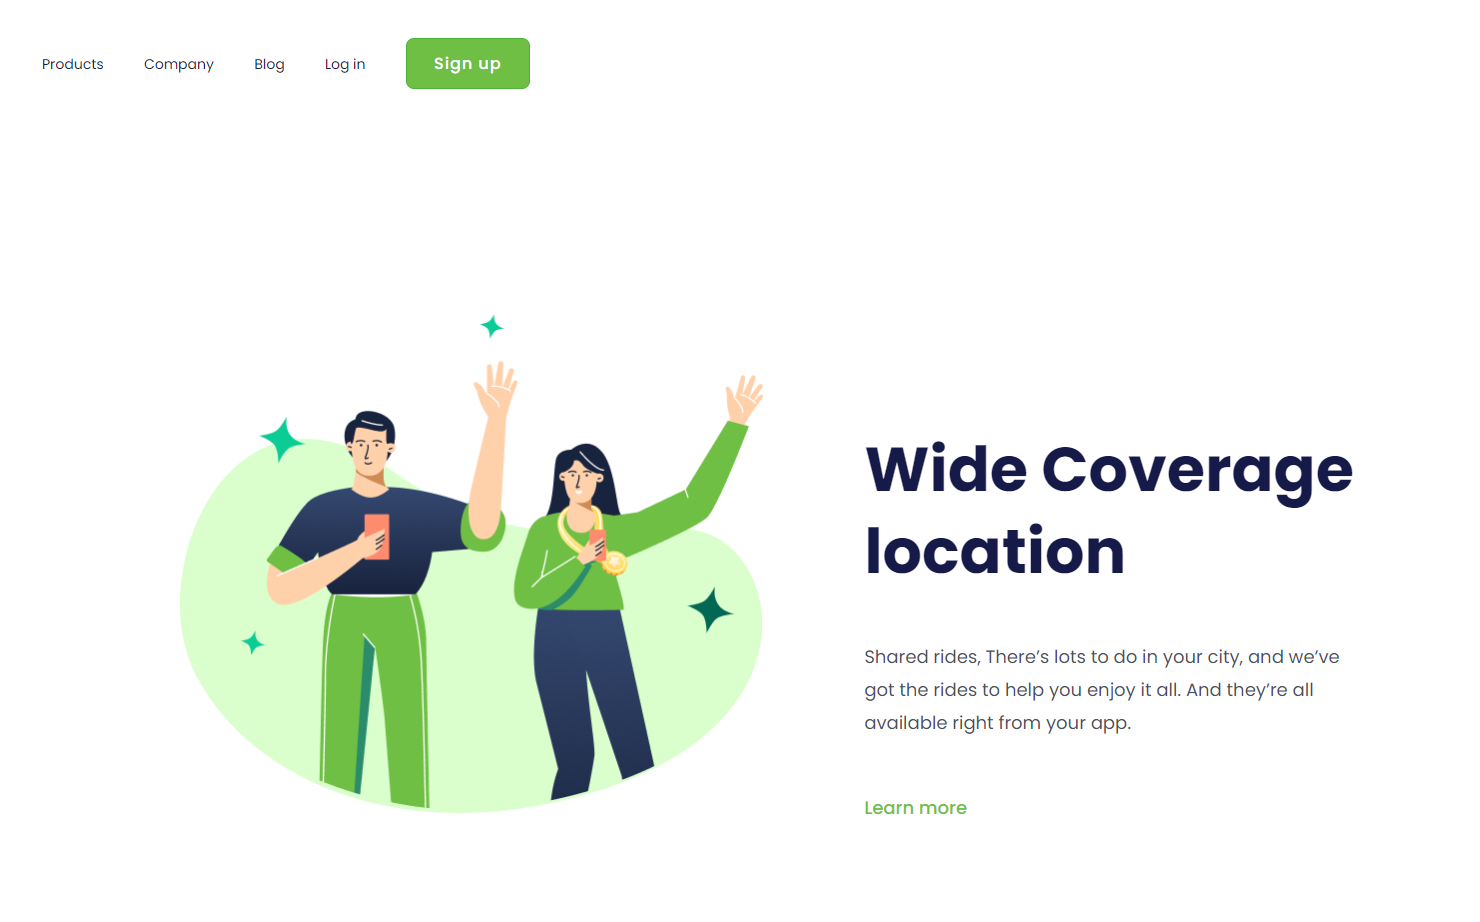 Products Company Blog Log in Sign up
Wide Coverage
location
Shared rides, There’s lots to do in your city, and we’ve
got the rides to help you enjoy it all. And they’re all
available right from your app.
Learn more